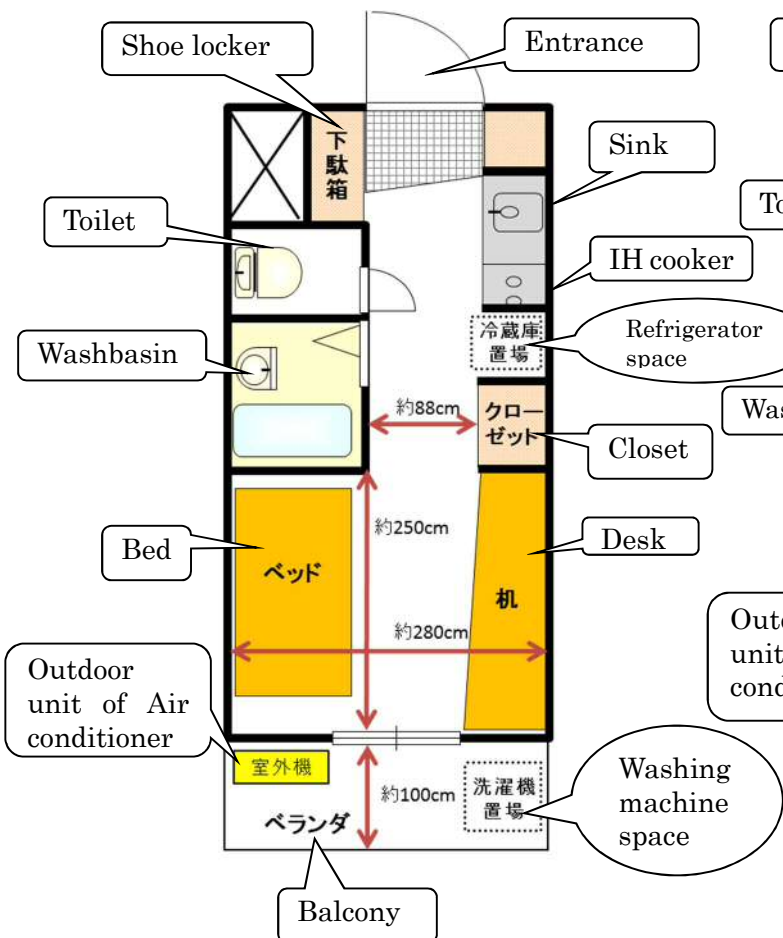 Shoe locker
Entrance
下駄箱
Sink
Toilet
To
IH cooker
冷蔵庫
置場
Refrigerator
space
Washbasin
約88cm
クロー
ゼット
Was
Closet
約250cm
Bed
ベッド
Desk
机
約280cm
Outdoor
unit of Air
conditioner
Outd
unit
cond
室外機
約100cm
洗濯機
置場
Washing
machine
space
ベランダ
Balcony